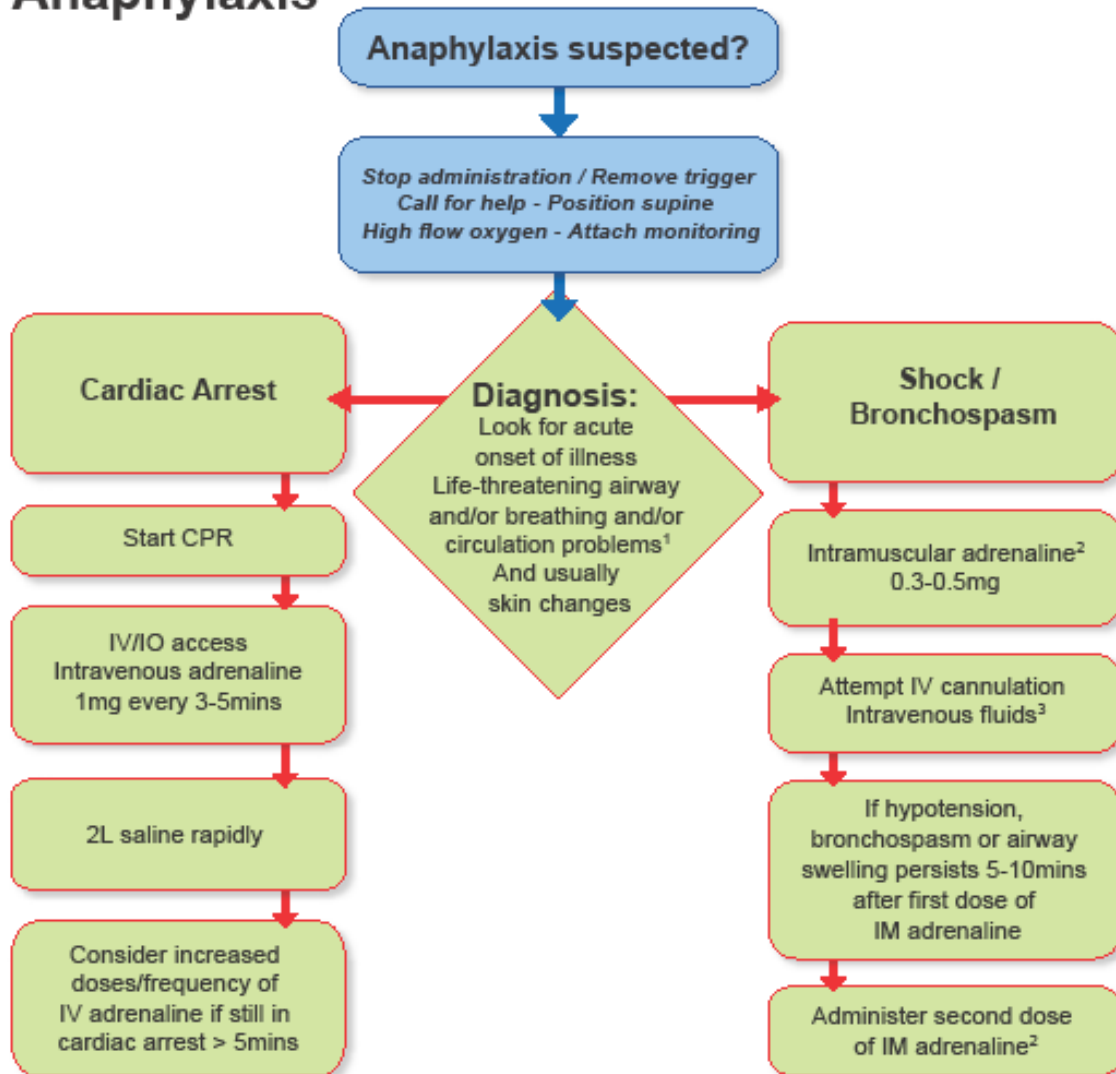 Anaphylaxis
Anaphylaxis suspected?
Stop administration / Remove trigger
Call for help - Position supine
High flow oxygen - Attach monitoring
Diagnosis:
Look for acute
onset of illness
Life-threatening airway
and/or breathing and/or
circulation problems¹
And usually
skin changes
Cardiac Arrest
Start CPR
IV/IO access
Intravenous adrenaline
1mg every 3-5mins
2L saline rapidly
Consider increased
doses/frequency of
IV adrenaline if still in
cardiac arrest > 5mins
Shock /
Bronchospasm
Intramuscular adrenaline²
0.3-0.5mg
Attempt IV cannulation
Intravenous fluids³
If hypotension,
bronchospasm or airway
swelling persists 5-10mins
after first dose of
IM adrenaline
Administer second dose
of IM adrenaline²